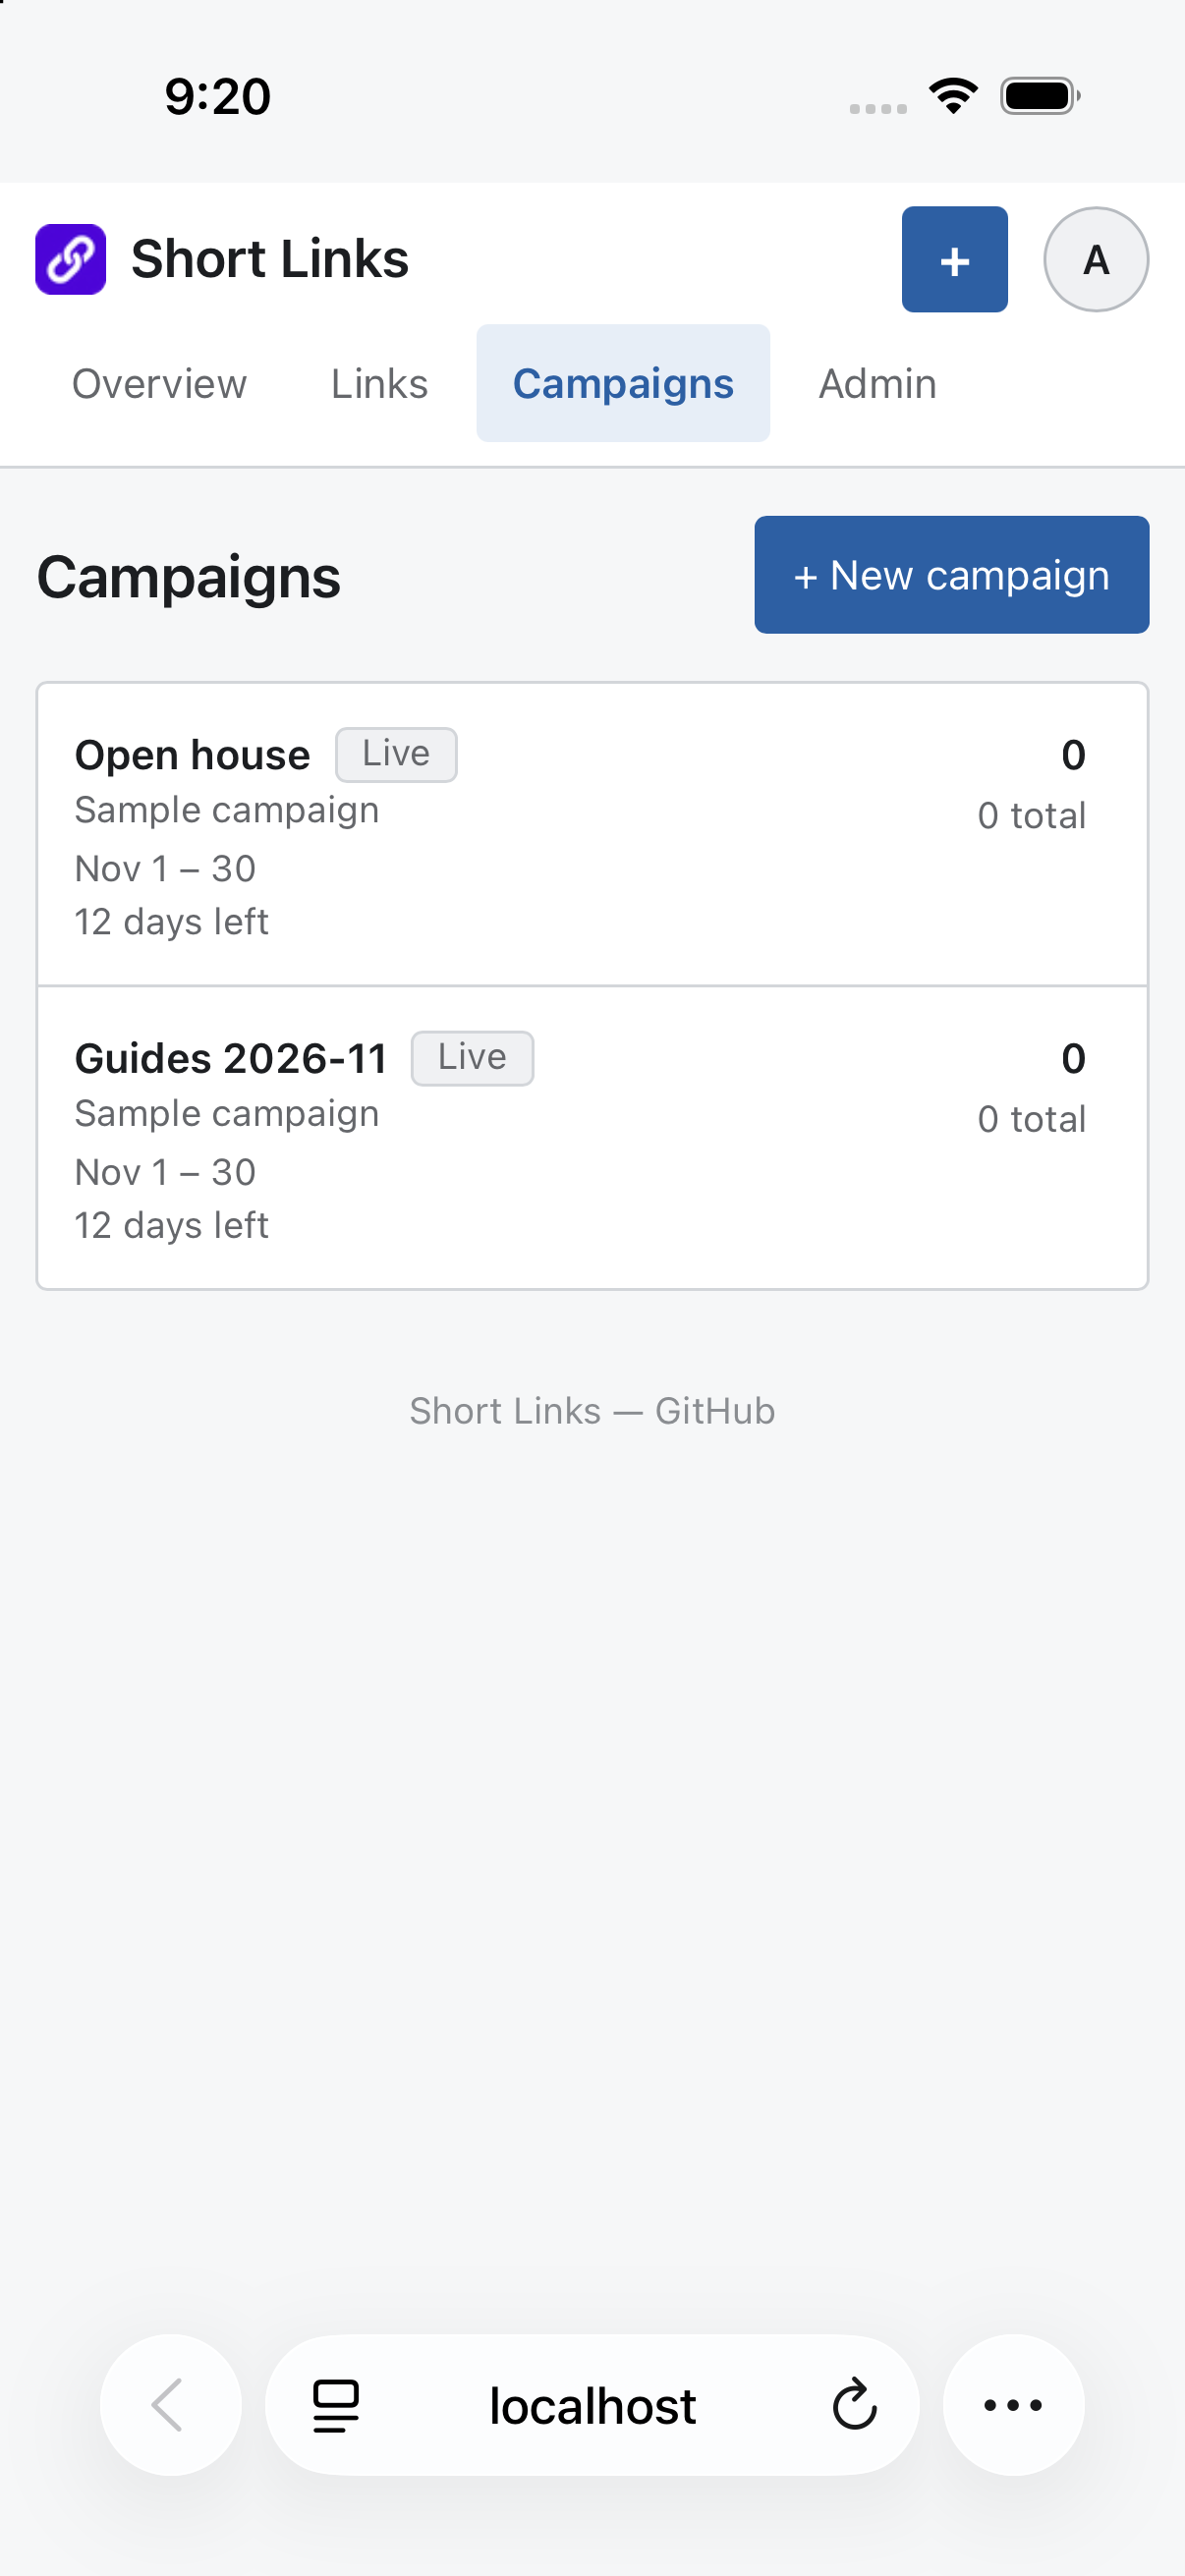 9:20
Short Links
+
A
Overview Links Campaigns Admin
Campaigns
+ New campaign
Open house Live 0
Sample campaign 0 total
Nov 1 – 30
12 days left
Guides 2026-11 Live 0
Sample campaign 0 total
Nov 1 – 30
12 days left
Short Links — GitHub
localhost